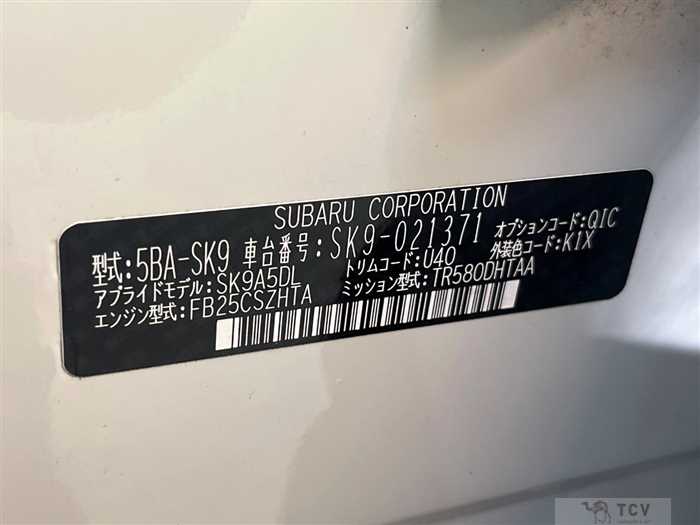 SUBARU CORPORATION
型式:5BA-SK9 車台番号:SK9-021371 オプションコード:QIC
アプライドモデル:SK9A5DL トリムコード:U40 外装色コード:K1X
エンジン型式:FB25CSZHTA ミッション型式:TR580DHTAA
TCV